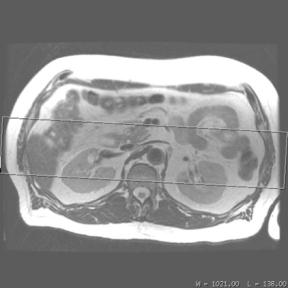 W = 1021.00 L = 138.00